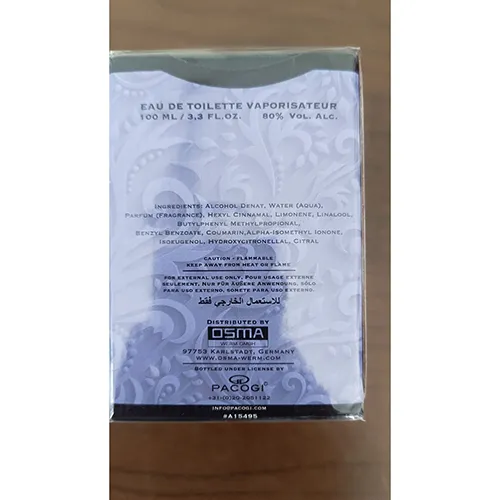 EAU DE TOILETTE VAPORISATEUR
100 ML / 3,3 FL.OZ. 80% VOL. ALC.
INGREDIENTS: ALCOHOL DENAT, WATER (AQUA),
PARFUM (FRAGRANCE), HEXYL CINNAMAL, LIMONENE, LINALOOL,
BUTYLPHENYL METHYLPROPIONAL,
BENZYL BENZOATE, COUMARIN,ALPHA-ISOMETHYL IONONE,
ISOEUGENOL, HYDROXYCITRONELLAL, CITRAL
CAUTION - FLAMMABLE:
KEEP AWAY FROM HEAT OR FLAME
FOR EXTERNAL USE ONLY. POUR USAGE EXTERNE
SEULEMENT. NUR FÜR ÄUßERE ANWENDUNG. SÓLO
PARA USO EXTERNO. SONETE PARA USO EXTERNO.
للاستعمال الخارجي فقط
DISTRIBUTED BY
OSMA
WERM GMBH
97753 KARLSTADT, GERMANY
WWW.OSMA-WERM.COM
BOTTLED UNDER LICENSE BY
PACOGI
INFO@PACOGI.COM
#A15495